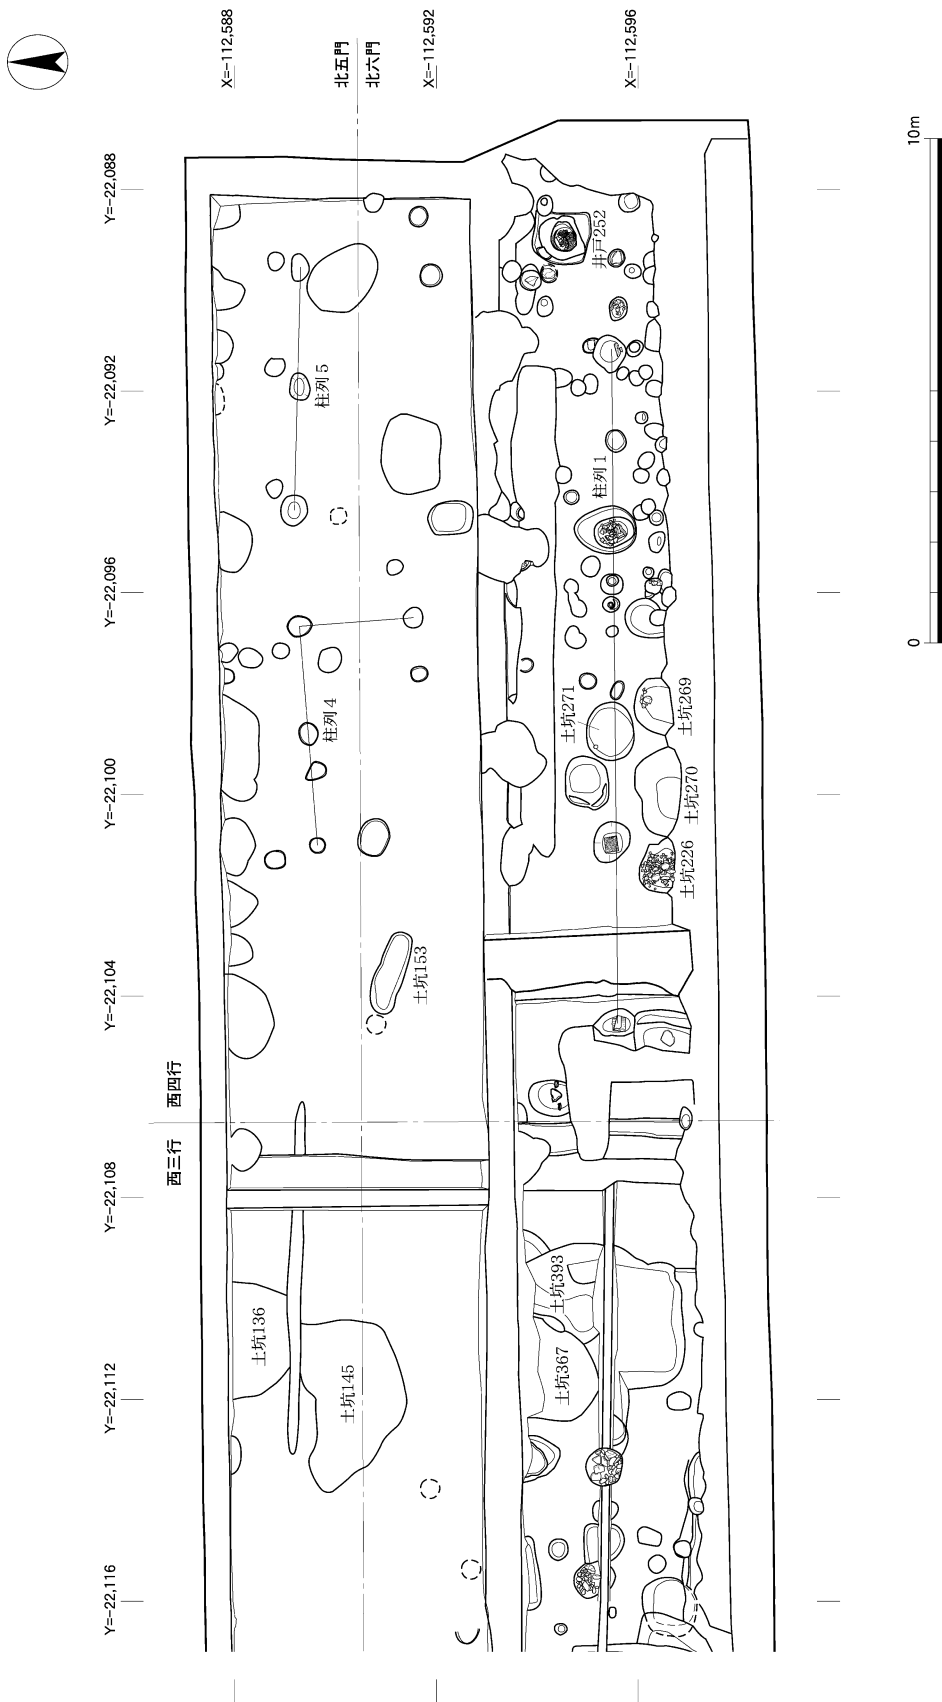 X=-112,588
北五門
北六門
X=-112,592
X=-112,596
10m
0
Y=-22,088
Y=-22,092
Y=-22,096
Y=-22,100
Y=-22,104
西四行
西三行
Y=-22,108
Y=-22,112
Y=-22,116
井戸252
柱列5
柱列1
柱列4
土坑271
土坑269
土坑270
土坑226
土坑153
土坑136
土坑145
土坑393
土坑367